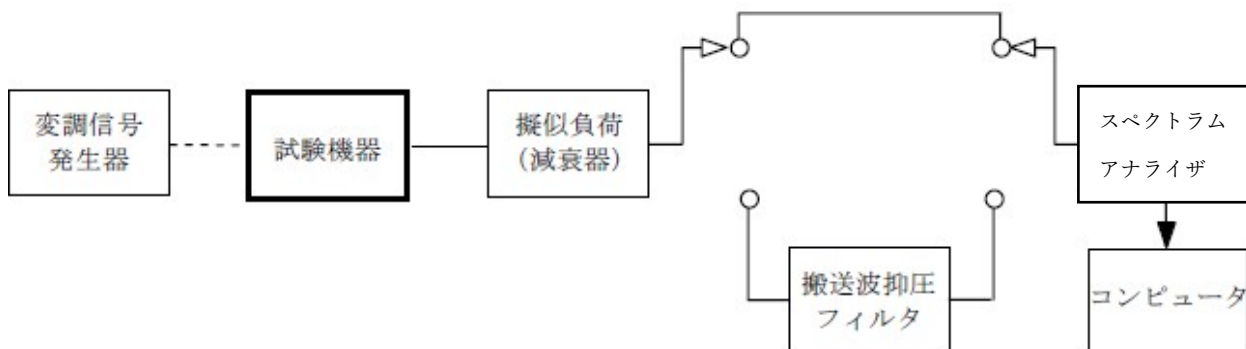 変調信号
発生器
試験機器
擬似負荷
(減衰器)
スペクトラム
アナライザ
搬送波抑圧
フィルタ
コンピュータ